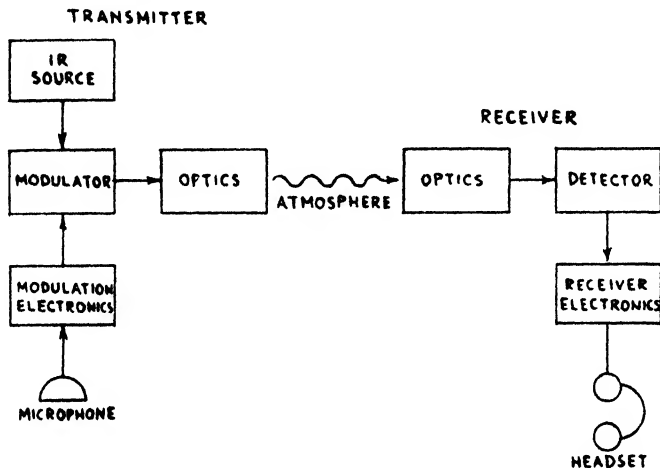 TRANSMITTER
IR
SOURCE
MODULATOR
OPTICS
ATMOSPHERE
MODULATION
ELECTRONICS
MICROPHONE
RECEIVER
OPTICS
DETECTOR
RECEIVER
ELECTRONICS
HEADSET